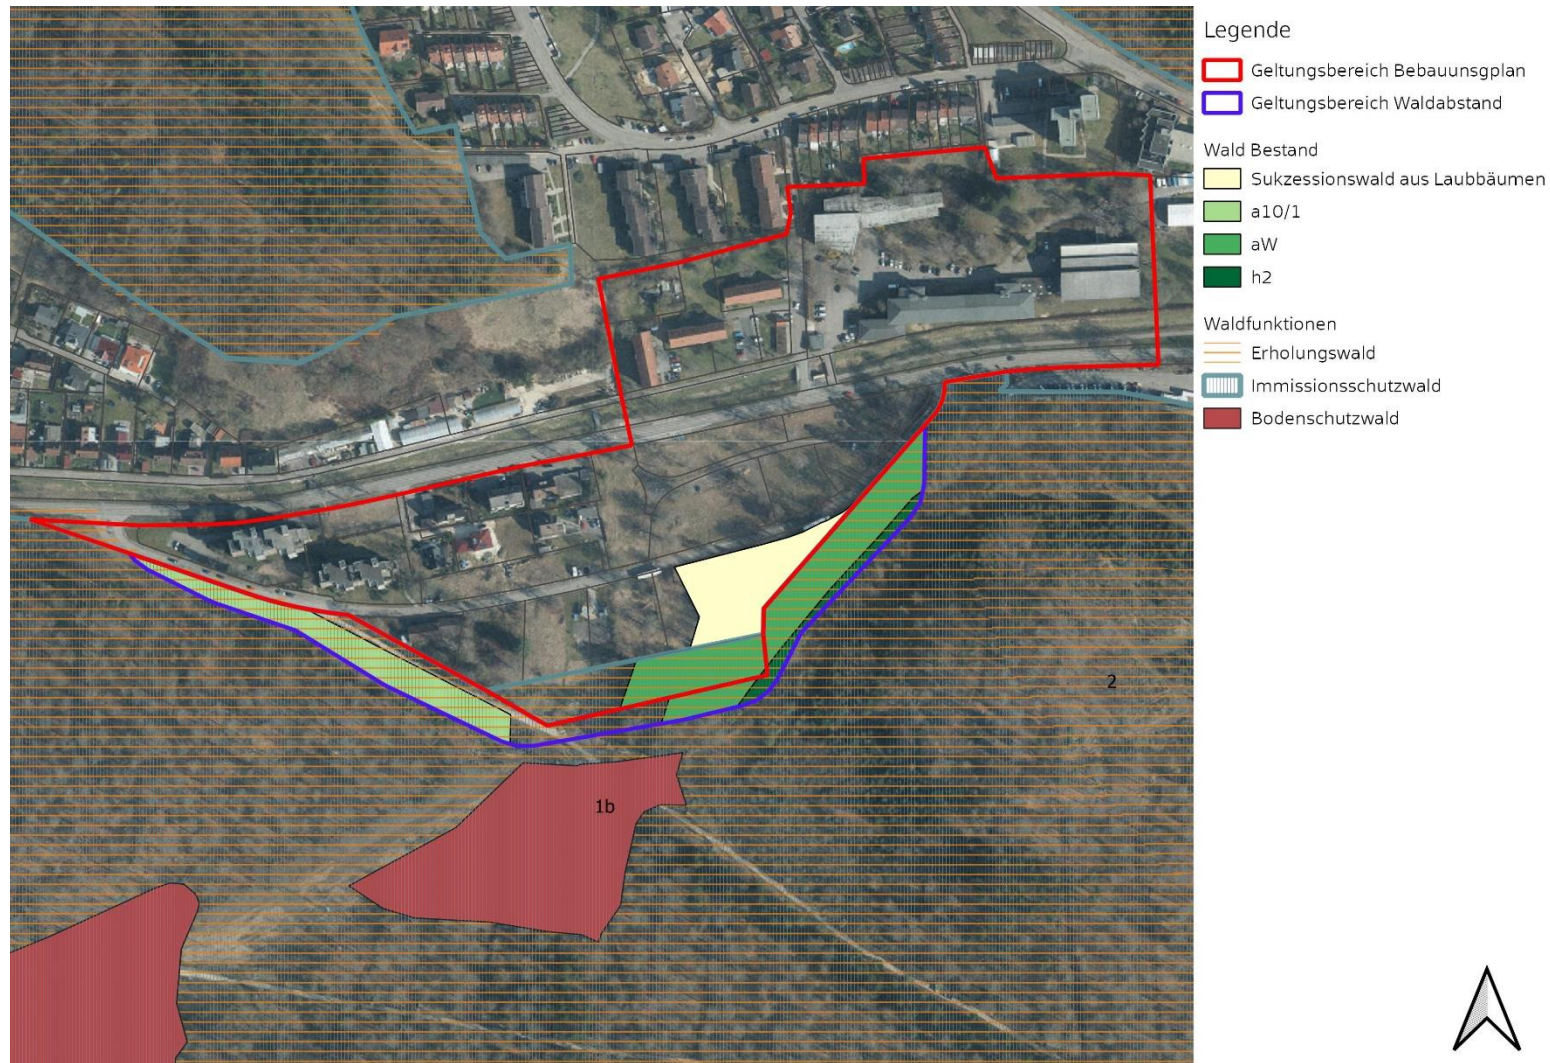 Legende
Geltungsbereich Bebauunsgplan
Geltungsbereich Waldabstand
Wald Bestand
Sukzessionswald aus Laubbäumen
a10/1
aW
h2
Waldfunktionen
Erholungswald
Immissionsschutzwald
Bodenschutzwald
2
1b